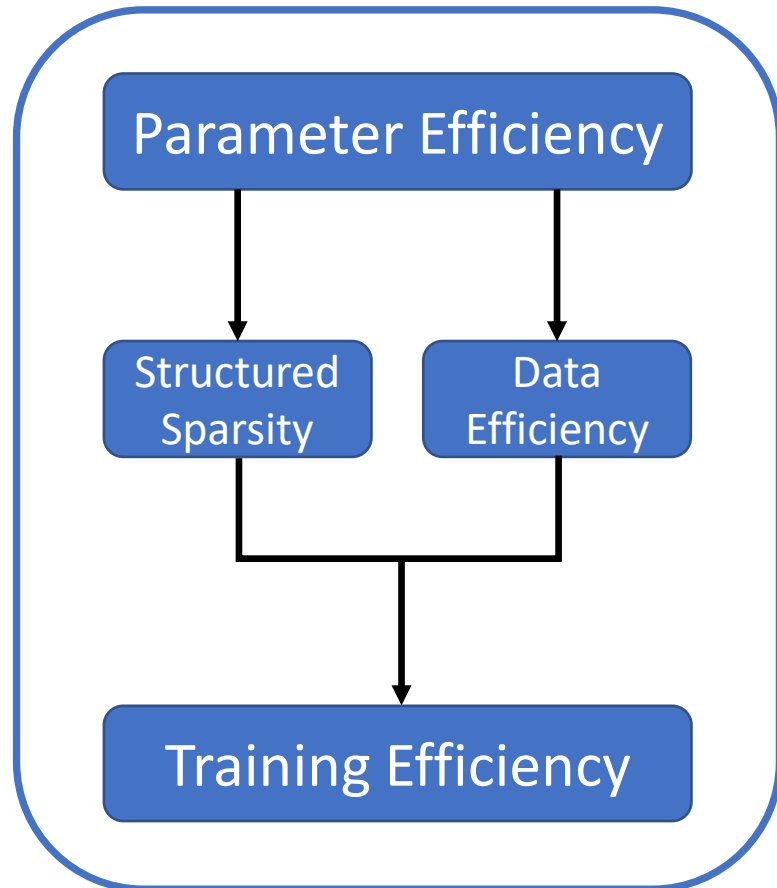 Parameter Efficiency
Structured
Sparsity
Data
Efficiency
Training Efficiency